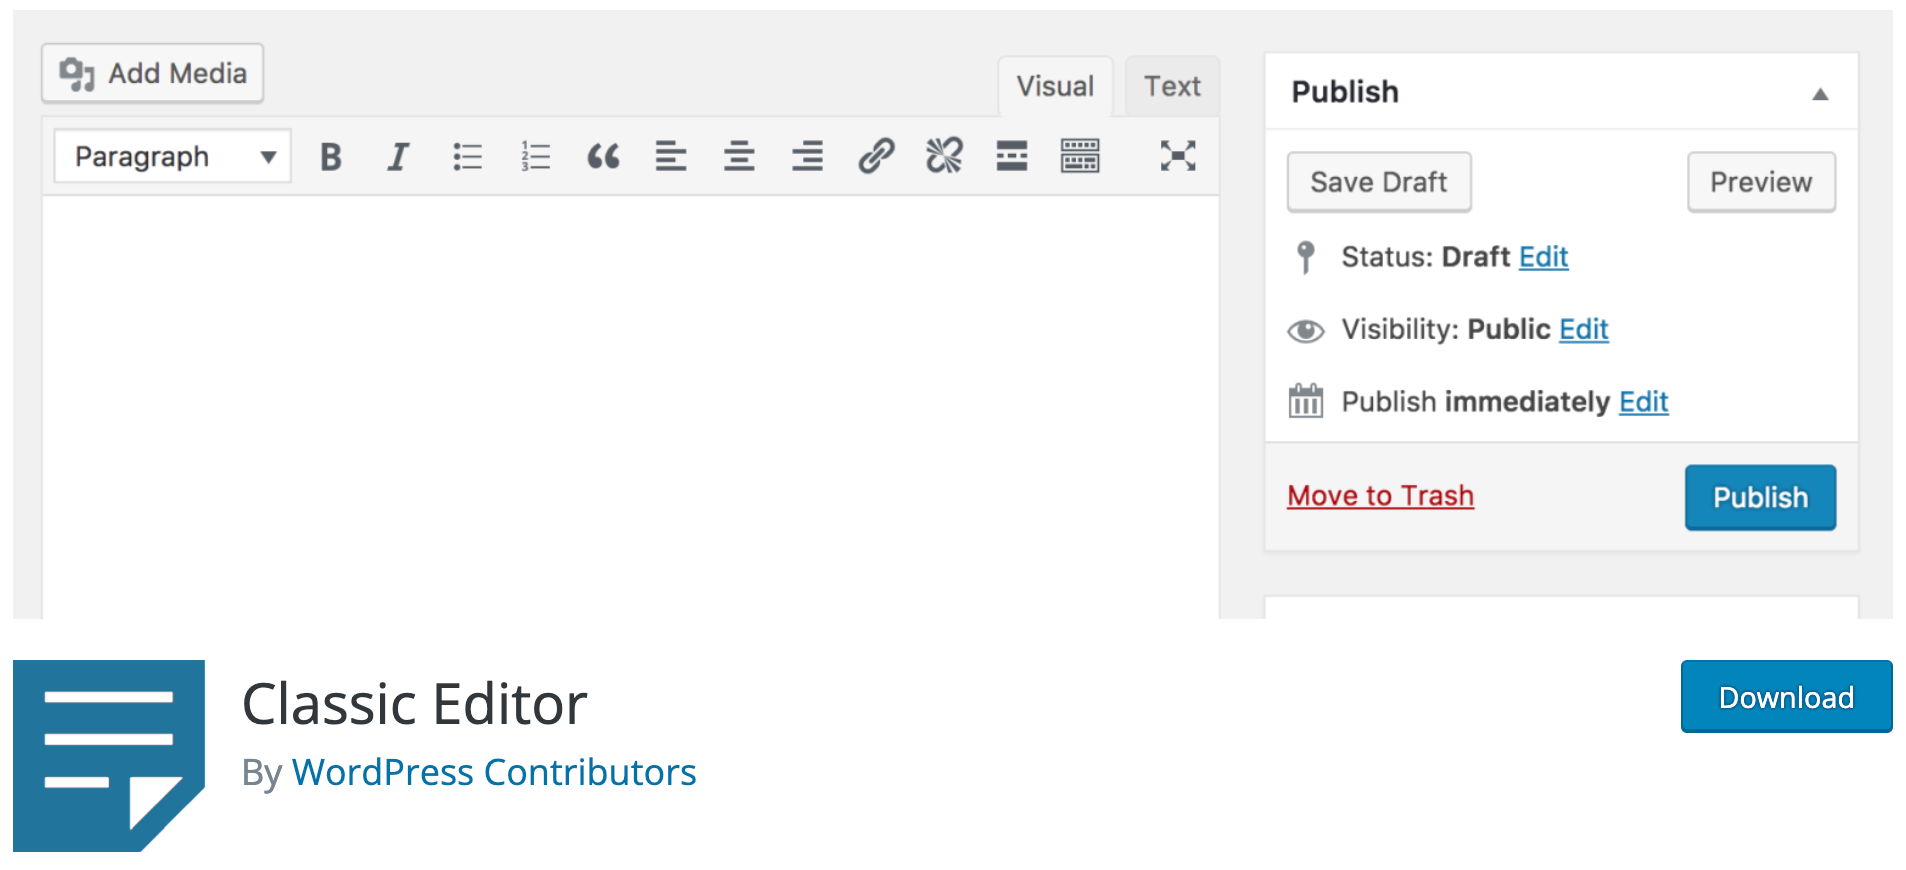 Add Media
Visual
Text
Paragraph
Publish
Save Draft
Preview
Status: Draft Edit
Visibility: Public Edit
Publish immediately Edit
Move to Trash
Publish
Classic Editor
By WordPress Contributors
Download